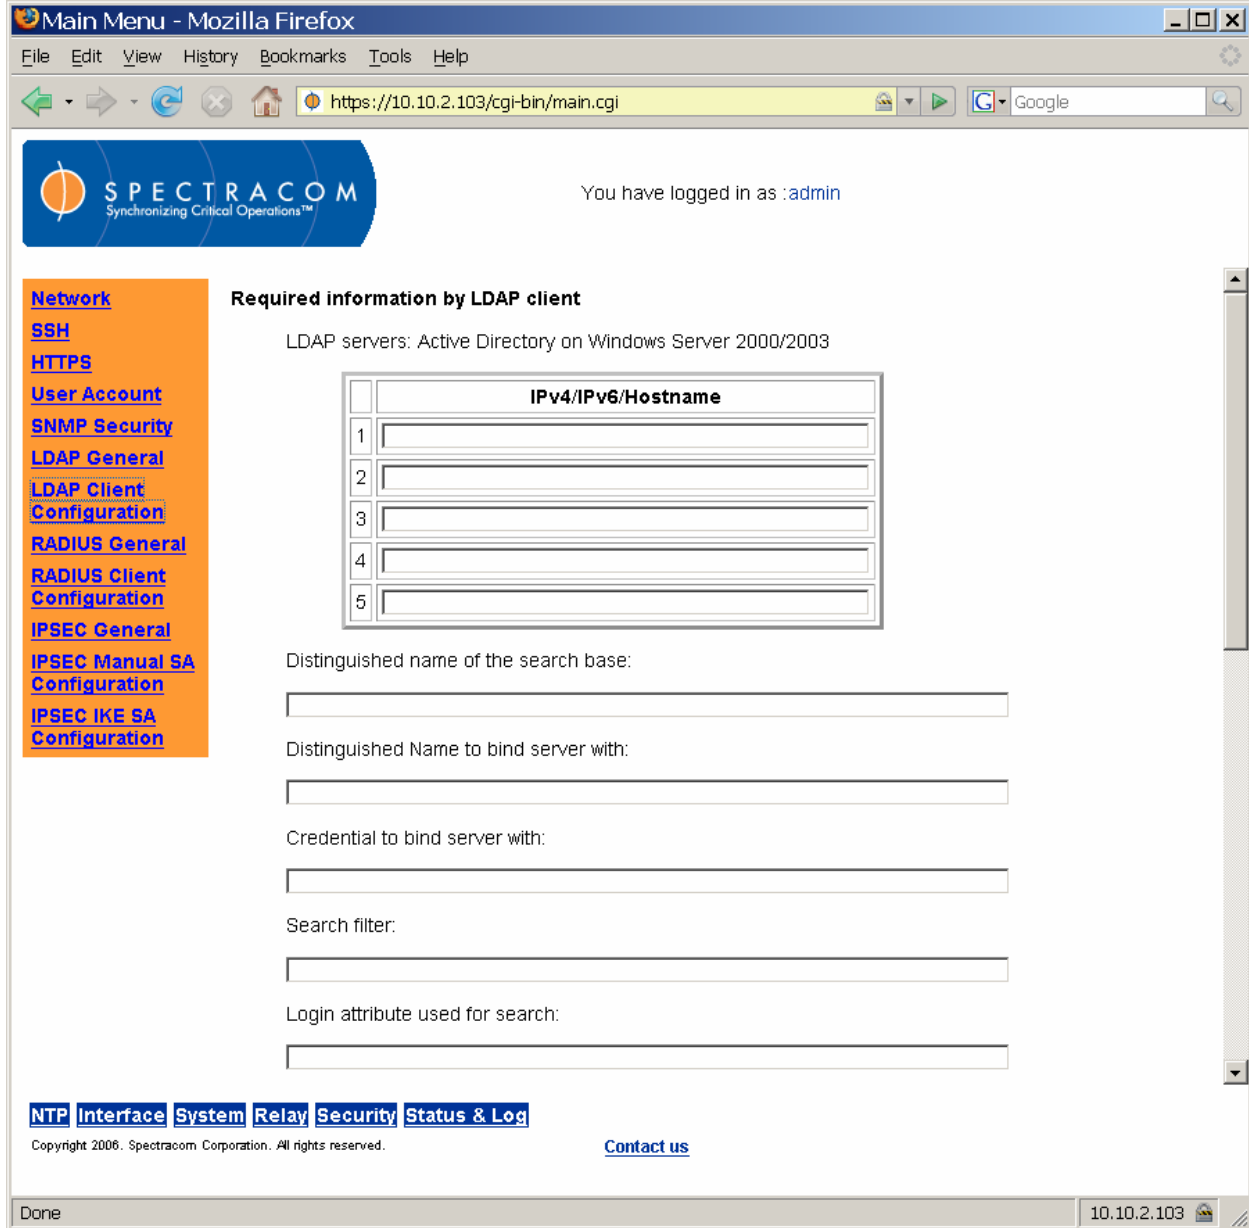 Main Menu - Mozilla Firefox
File Edit View History Bookmarks Tools Help
https://10.10.2.103/cgi-bin/main.cgi
G Google
SPECTRACOM
Synchronizing Critical Operations™
You have logged in as :admin
Network
SSH
HTTPS
User Account
SNMP Security
LDAP General
LDAP Client
Configuration
RADIUS General
RADIUS Client
Configuration
IPSEC General
IPSEC Manual SA
Configuration
IPSEC IKE SA
Configuration
Required information by LDAP client
LDAP servers: Active Directory on Windows Server 2000/2003
IPv4/IPv6/Hostname
1
2
3
4
5
Distinguished name of the search base:
Distinguished Name to bind server with:
Credential to bind server with:
Search filter:
Login attribute used for search:
NTP Interface System Relay Security Status & Log
Copyright 2006. Spectracom Corporation. All rights reserved.
Contact us
Done
10.10.2.103